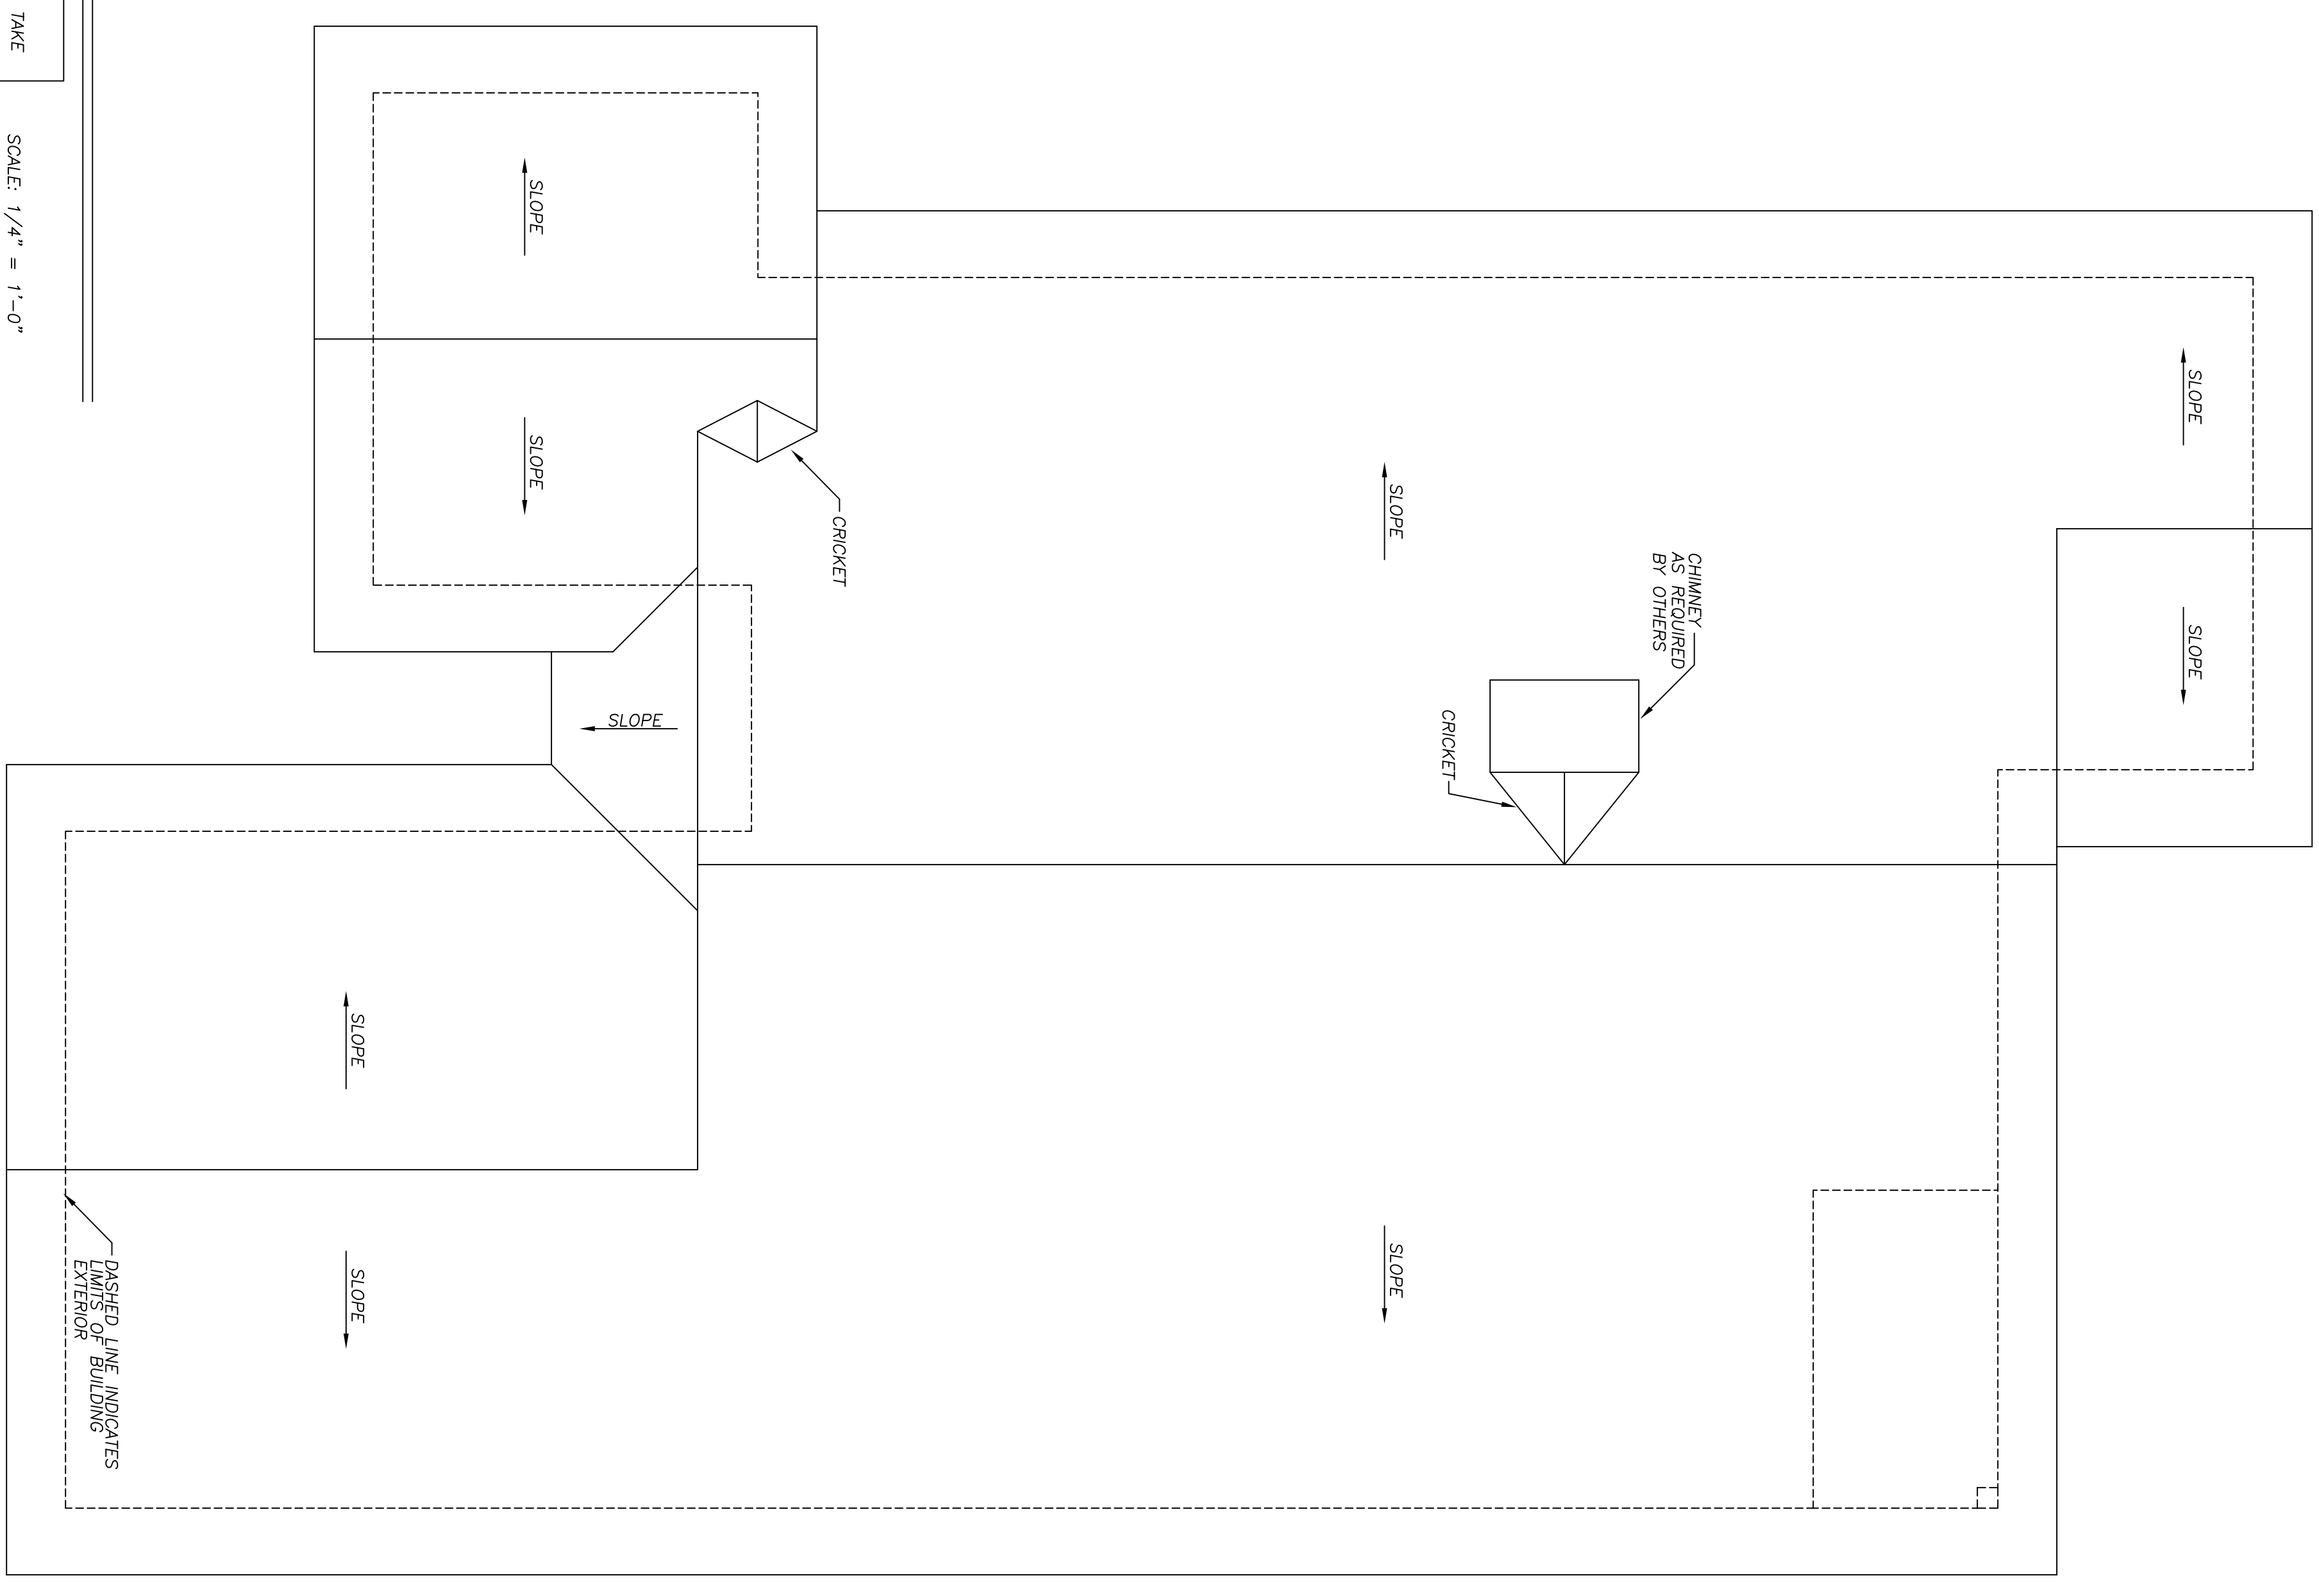 TAKE
SCALE: 1/4" = 1'-0"
SLOPE
SLOPE
CRICKET
SLOPE
SLOPE
SLOPE
SLOPE
CHIMNEY
AS REQUIRED
BY OTHERS
CRICKET
SLOPE
SLOPE
SLOPE
SLOPE
DASHED LINE INDICATES
LIMITS OF BUILDING
EXTERIOR